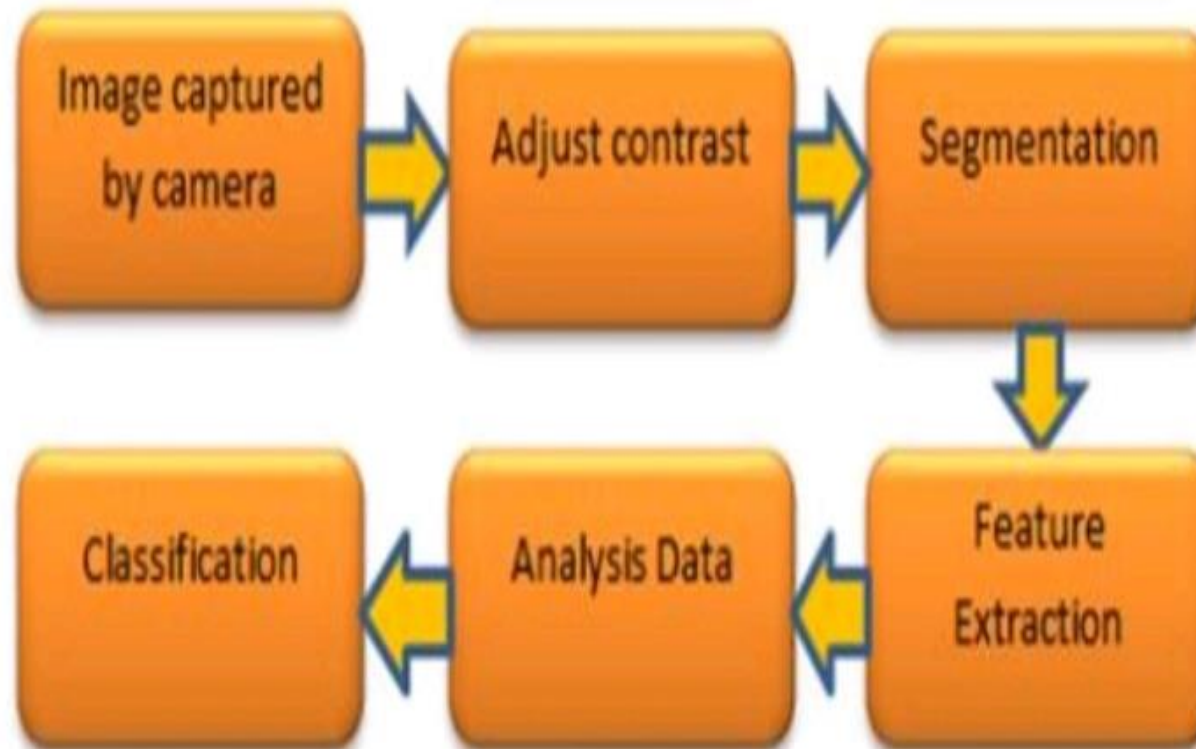 Image captured
by camera
Adjust contrast
Segmentation
Feature
Extraction
Analysis Data
Classification